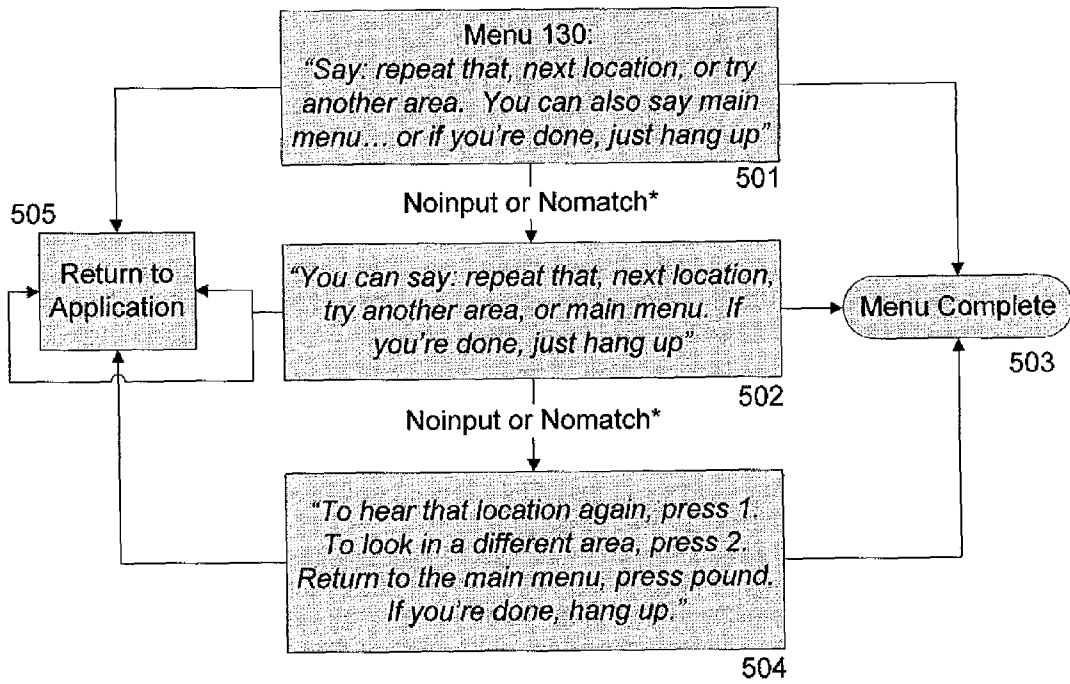 Menu 130:
“Say: repeat that, next location, or try
another area. You can also say main
menu... or if you're done, just hang up”
501
Noinput or Nomatch*
505
Return to
Application
“You can say: repeat that, next location,
try another area, or main menu. If
you're done, just hang up”
502
Menu Complete
503
Noinput or Nomatch*
“To hear that location again, press 1.
To look in a different area, press 2.
Return to the main menu, press pound.
If you're done, hang up.”
504